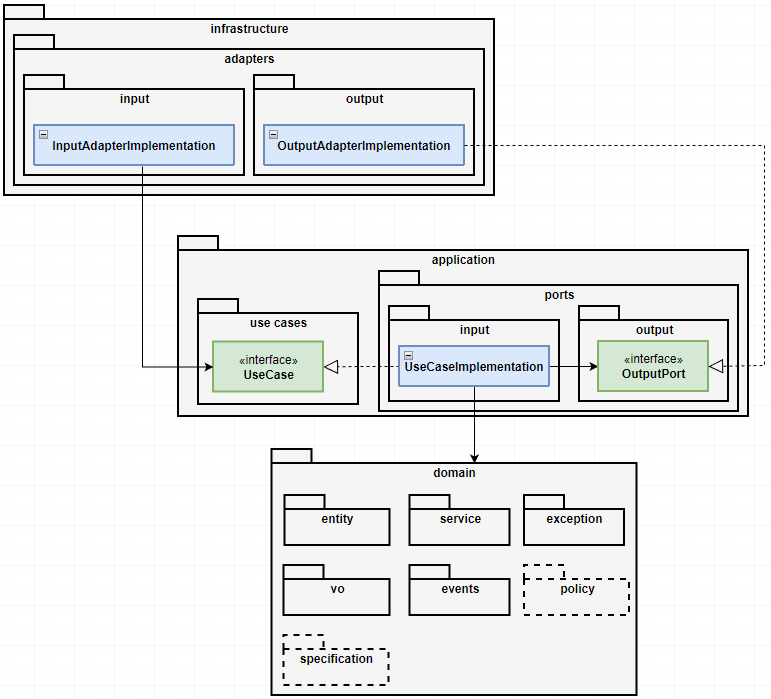 infrastructure
adapters
input
output
InputAdapterImplementation
OutputAdapterImplementation
application
ports
use cases
input
output
«interface»
UseCase
UseCaseImplementation
«interface»
OutputPort
domain
entity
service
exception
vo
events
policy
specification